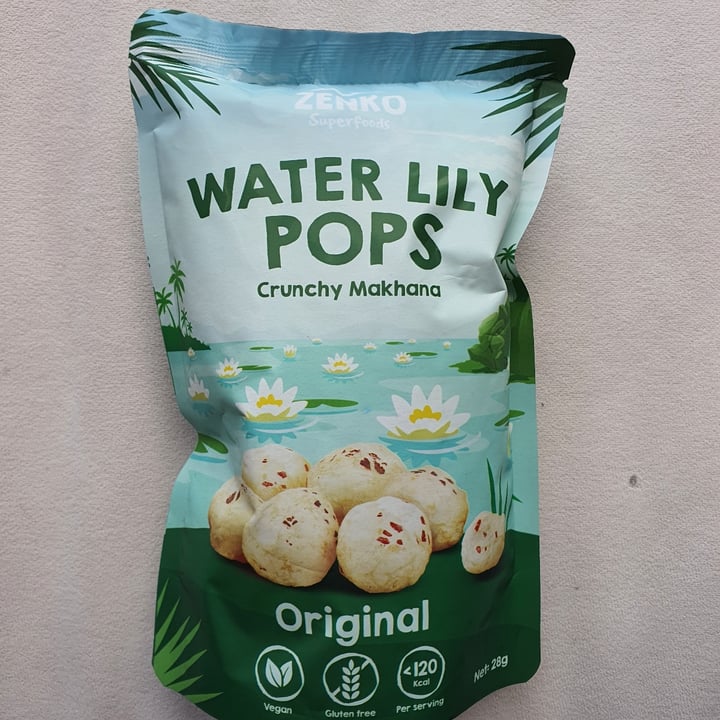 ZENKO
Superfoods
WATER LILY
POPS
Crunchy Makhana
Original
<120
Kcal
Net: 28g
Vegan
Gluten free
Per serving